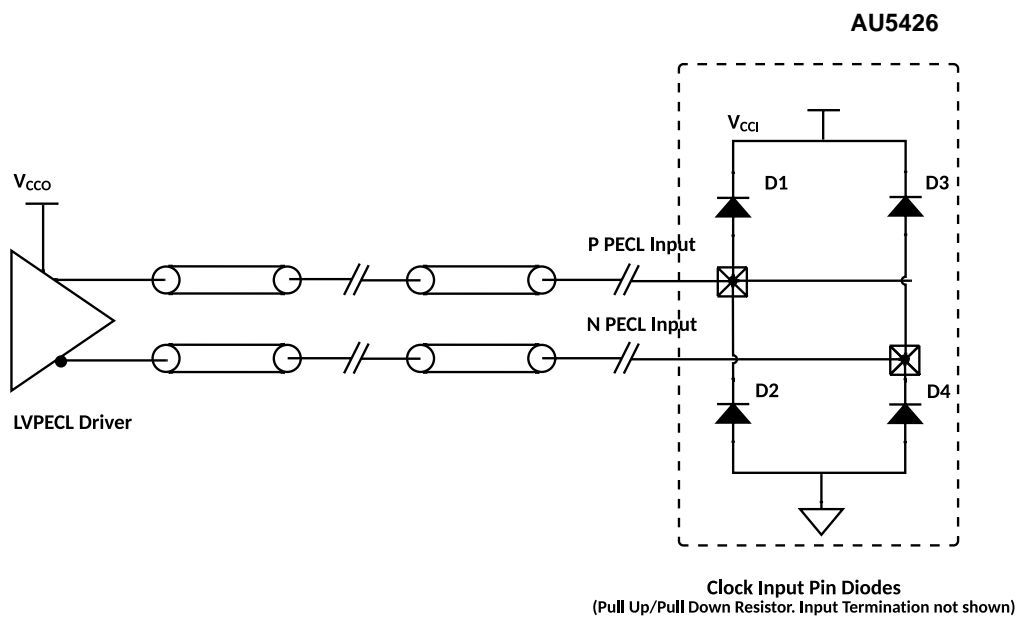 AU5426
VCCI
D1
D3
VCCO
P PECL Input
N PECL Input
D2
D4
LVPECL Driver
Clock Input Pin Diodes
(Pull Up/Pull Down Resistor. Input Termination not shown)